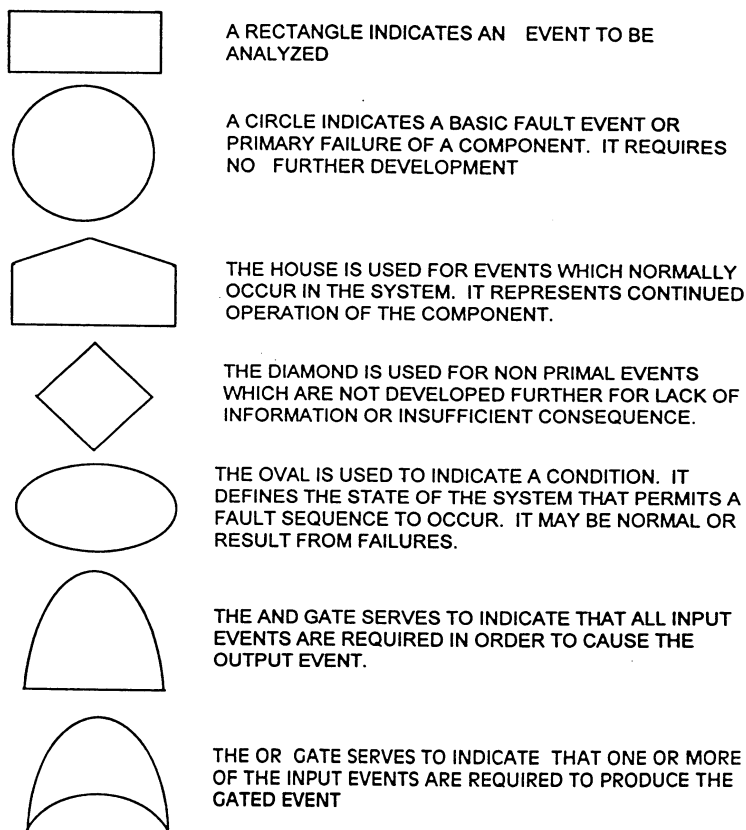 A RECTANGLE INDICATES AN EVENT TO BE
ANALYZED
A CIRCLE INDICATES A BASIC FAULT EVENT OR
PRIMARY FAILURE OF A COMPONENT. IT REQUIRES
NO FURTHER DEVELOPMENT
THE HOUSE IS USED FOR EVENTS WHICH NORMALLY
OCCUR IN THE SYSTEM. IT REPRESENTS CONTINUED
OPERATION OF THE COMPONENT.
THE DIAMOND IS USED FOR NON PRIMAL EVENTS
WHICH ARE NOT DEVELOPED FURTHER FOR LACK OF
INFORMATION OR INSUFFICIENT CONSEQUENCE.
THE OVAL IS USED TO INDICATE A CONDITION. IT
DEFINES THE STATE OF THE SYSTEM THAT PERMITS A
FAULT SEQUENCE TO OCCUR. IT MAY BE NORMAL OR
RESULT FROM FAILURES.
THE AND GATE SERVES TO INDICATE THAT ALL INPUT
EVENTS ARE REQUIRED IN ORDER TO CAUSE THE
OUTPUT EVENT.
THE OR GATE SERVES TO INDICATE THAT ONE OR MORE
OF THE INPUT EVENTS ARE REQUIRED TO PRODUCE THE
GATED EVENT